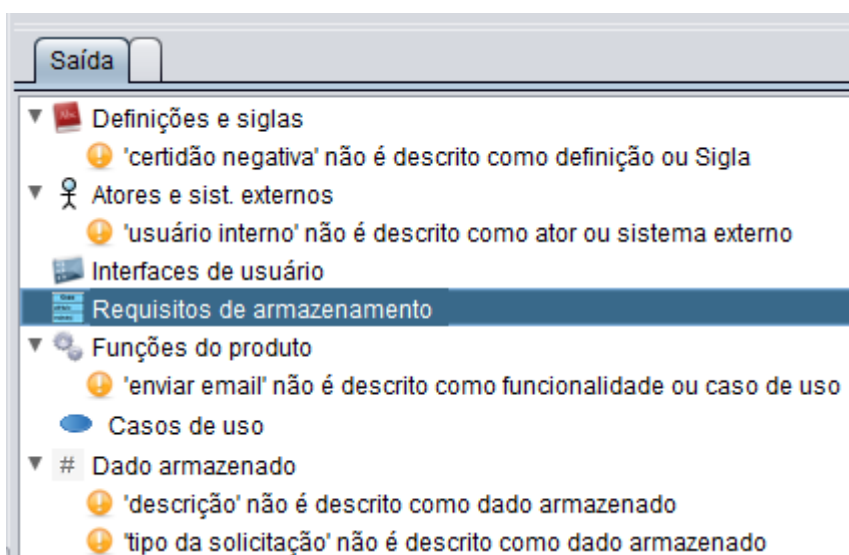 Saída
Definições e siglas
'certidão negativa' não é descrito como definição ou Sigla
Atores e sist. externos
'usuário interno' não é descrito como ator ou sistema externo
Interfaces de usuário
Requisitos de armazenamento
Funções do produto
'enviar email' não é descrito como funcionalidade ou caso de uso
Casos de uso
# Dado armazenado
'descrição' não é descrito como dado armazenado
'tipo da solicitação' não é descrito como dado armazenado